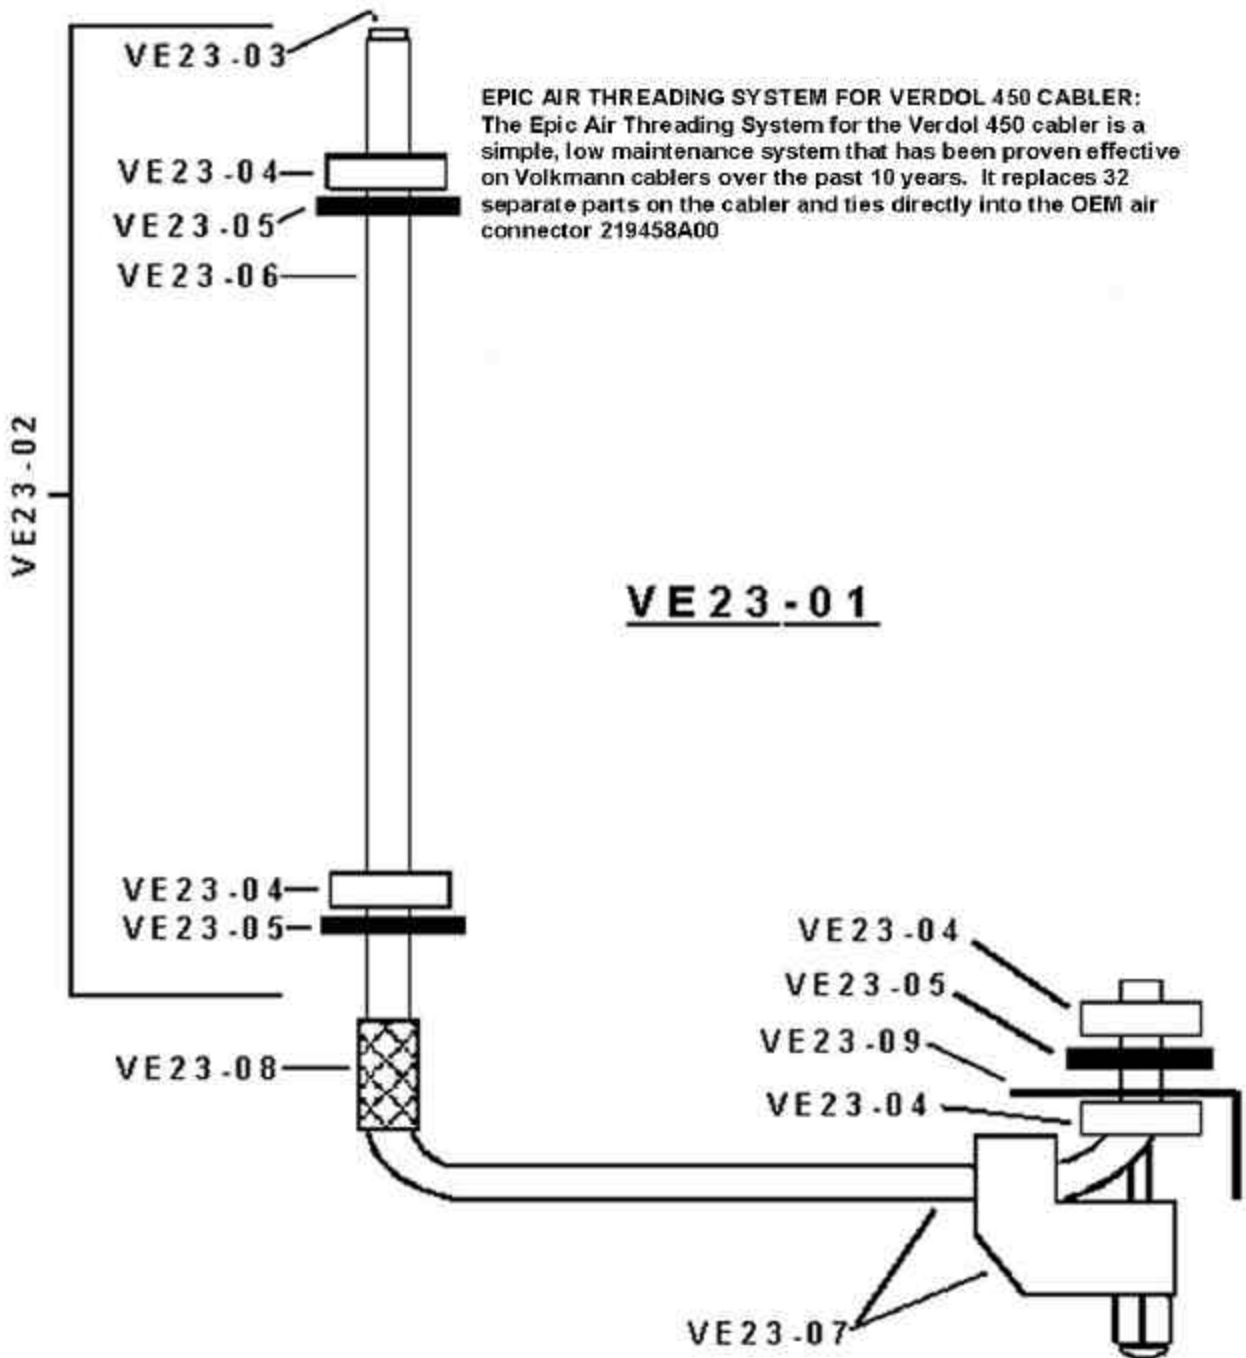 VE23-03
EPIC AIR THREADING SYSTEM FOR VERDOL 450 CABLER:
The Epic Air Threading System for the Verdol 450 cabler is a
simple, low maintenance system that has been proven effective
on Volkmann cablers over the past 10 years. It replaces 32
separate parts on the cabler and ties directly into the OEM air
connector 219458A00
VE23-04
VE23-05
VE23-06
VE23-02
VE23-01
VE23-04
VE23-05
VE23-04
VE23-05
VE23-09
VE23-04
VE23-08
VE23-07